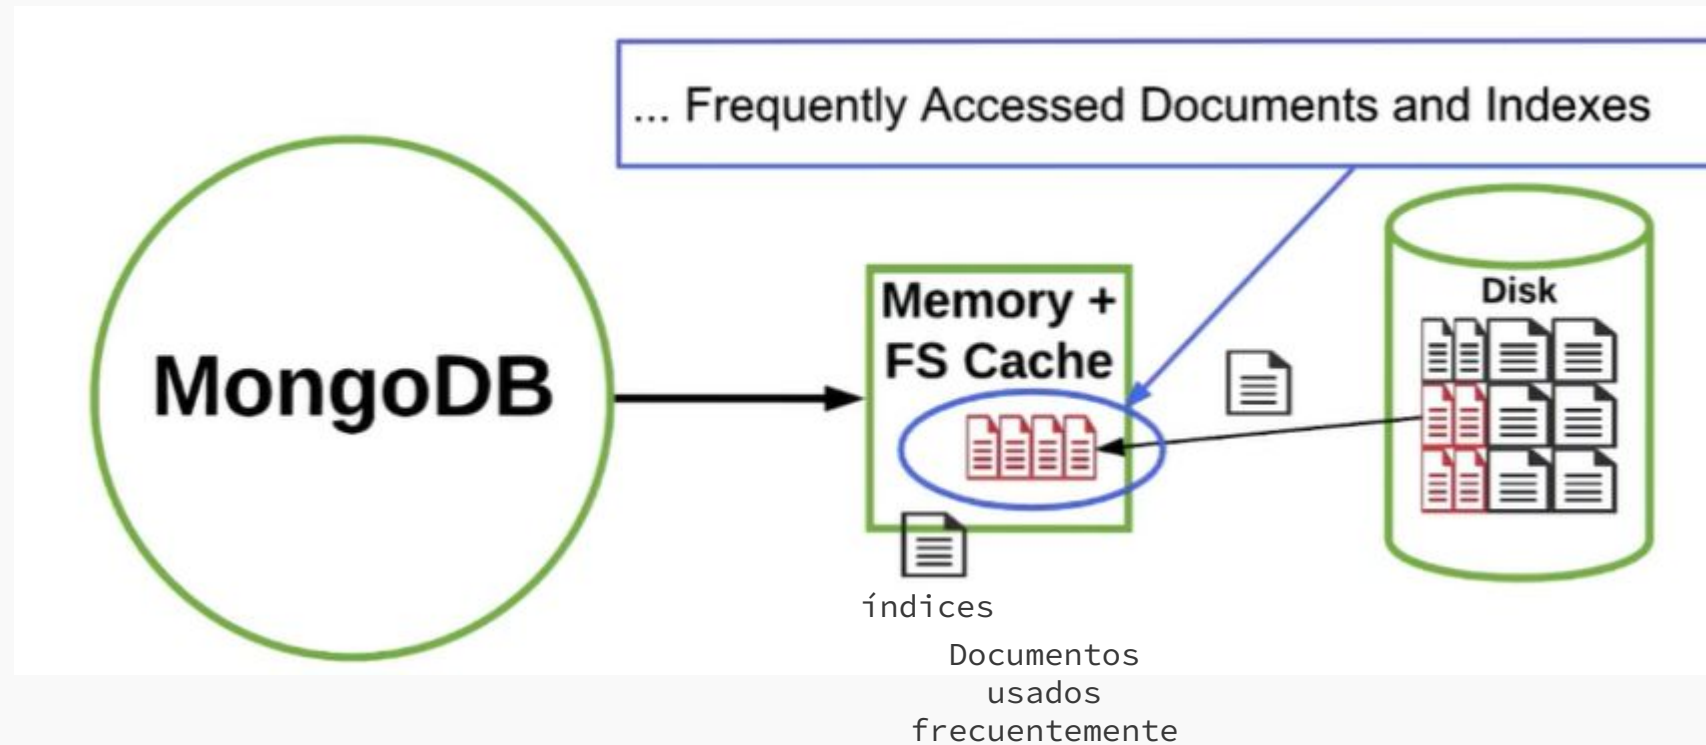 ... Frequently Accessed Documents and Indexes
MongoDB
Memory +
FS Cache
Disk
índices
Documentos
usados
frecuentemente